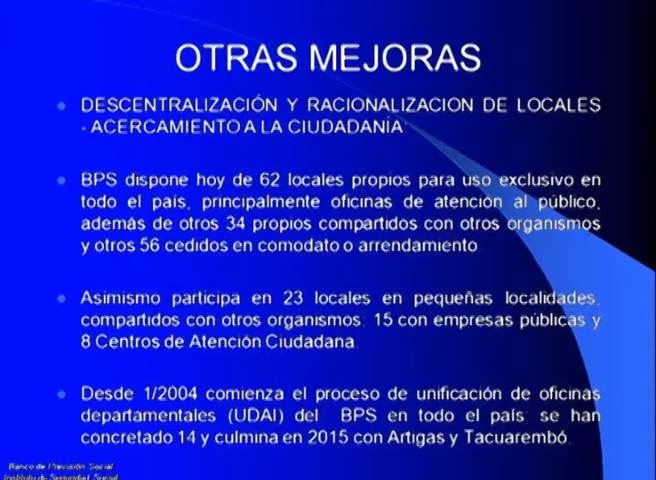 OTRAS MEJORAS
DESCENTRALIZACIÓN Y RACIONALIZACION DE LOCALES
- ACERCAMIENTO A LA CIUDADANÍA
BPS dispone hoy de 62 locales propios para uso exclusivo en
todo el país, principalmente oficinas de atención al público,
además de otros 34 propios compartidos con otros organismos
y otros 56 cedidos en comodato o arrendamiento
Asimismo participa en 23 locales en pequeñas localidades,
compartidos con otros organismos: 15 con empresas públicas y
8 Centros de Atención Ciudadana
Desde 1/2004 comienza el proceso de unificación de oficinas
departamentales (UDAI) del BPS en todo el país: se han
concretado 14 y culmina en 2015 con Artigas y Tacuarembó.
Banco de Previsión Social
Instituto de Seguridad Social